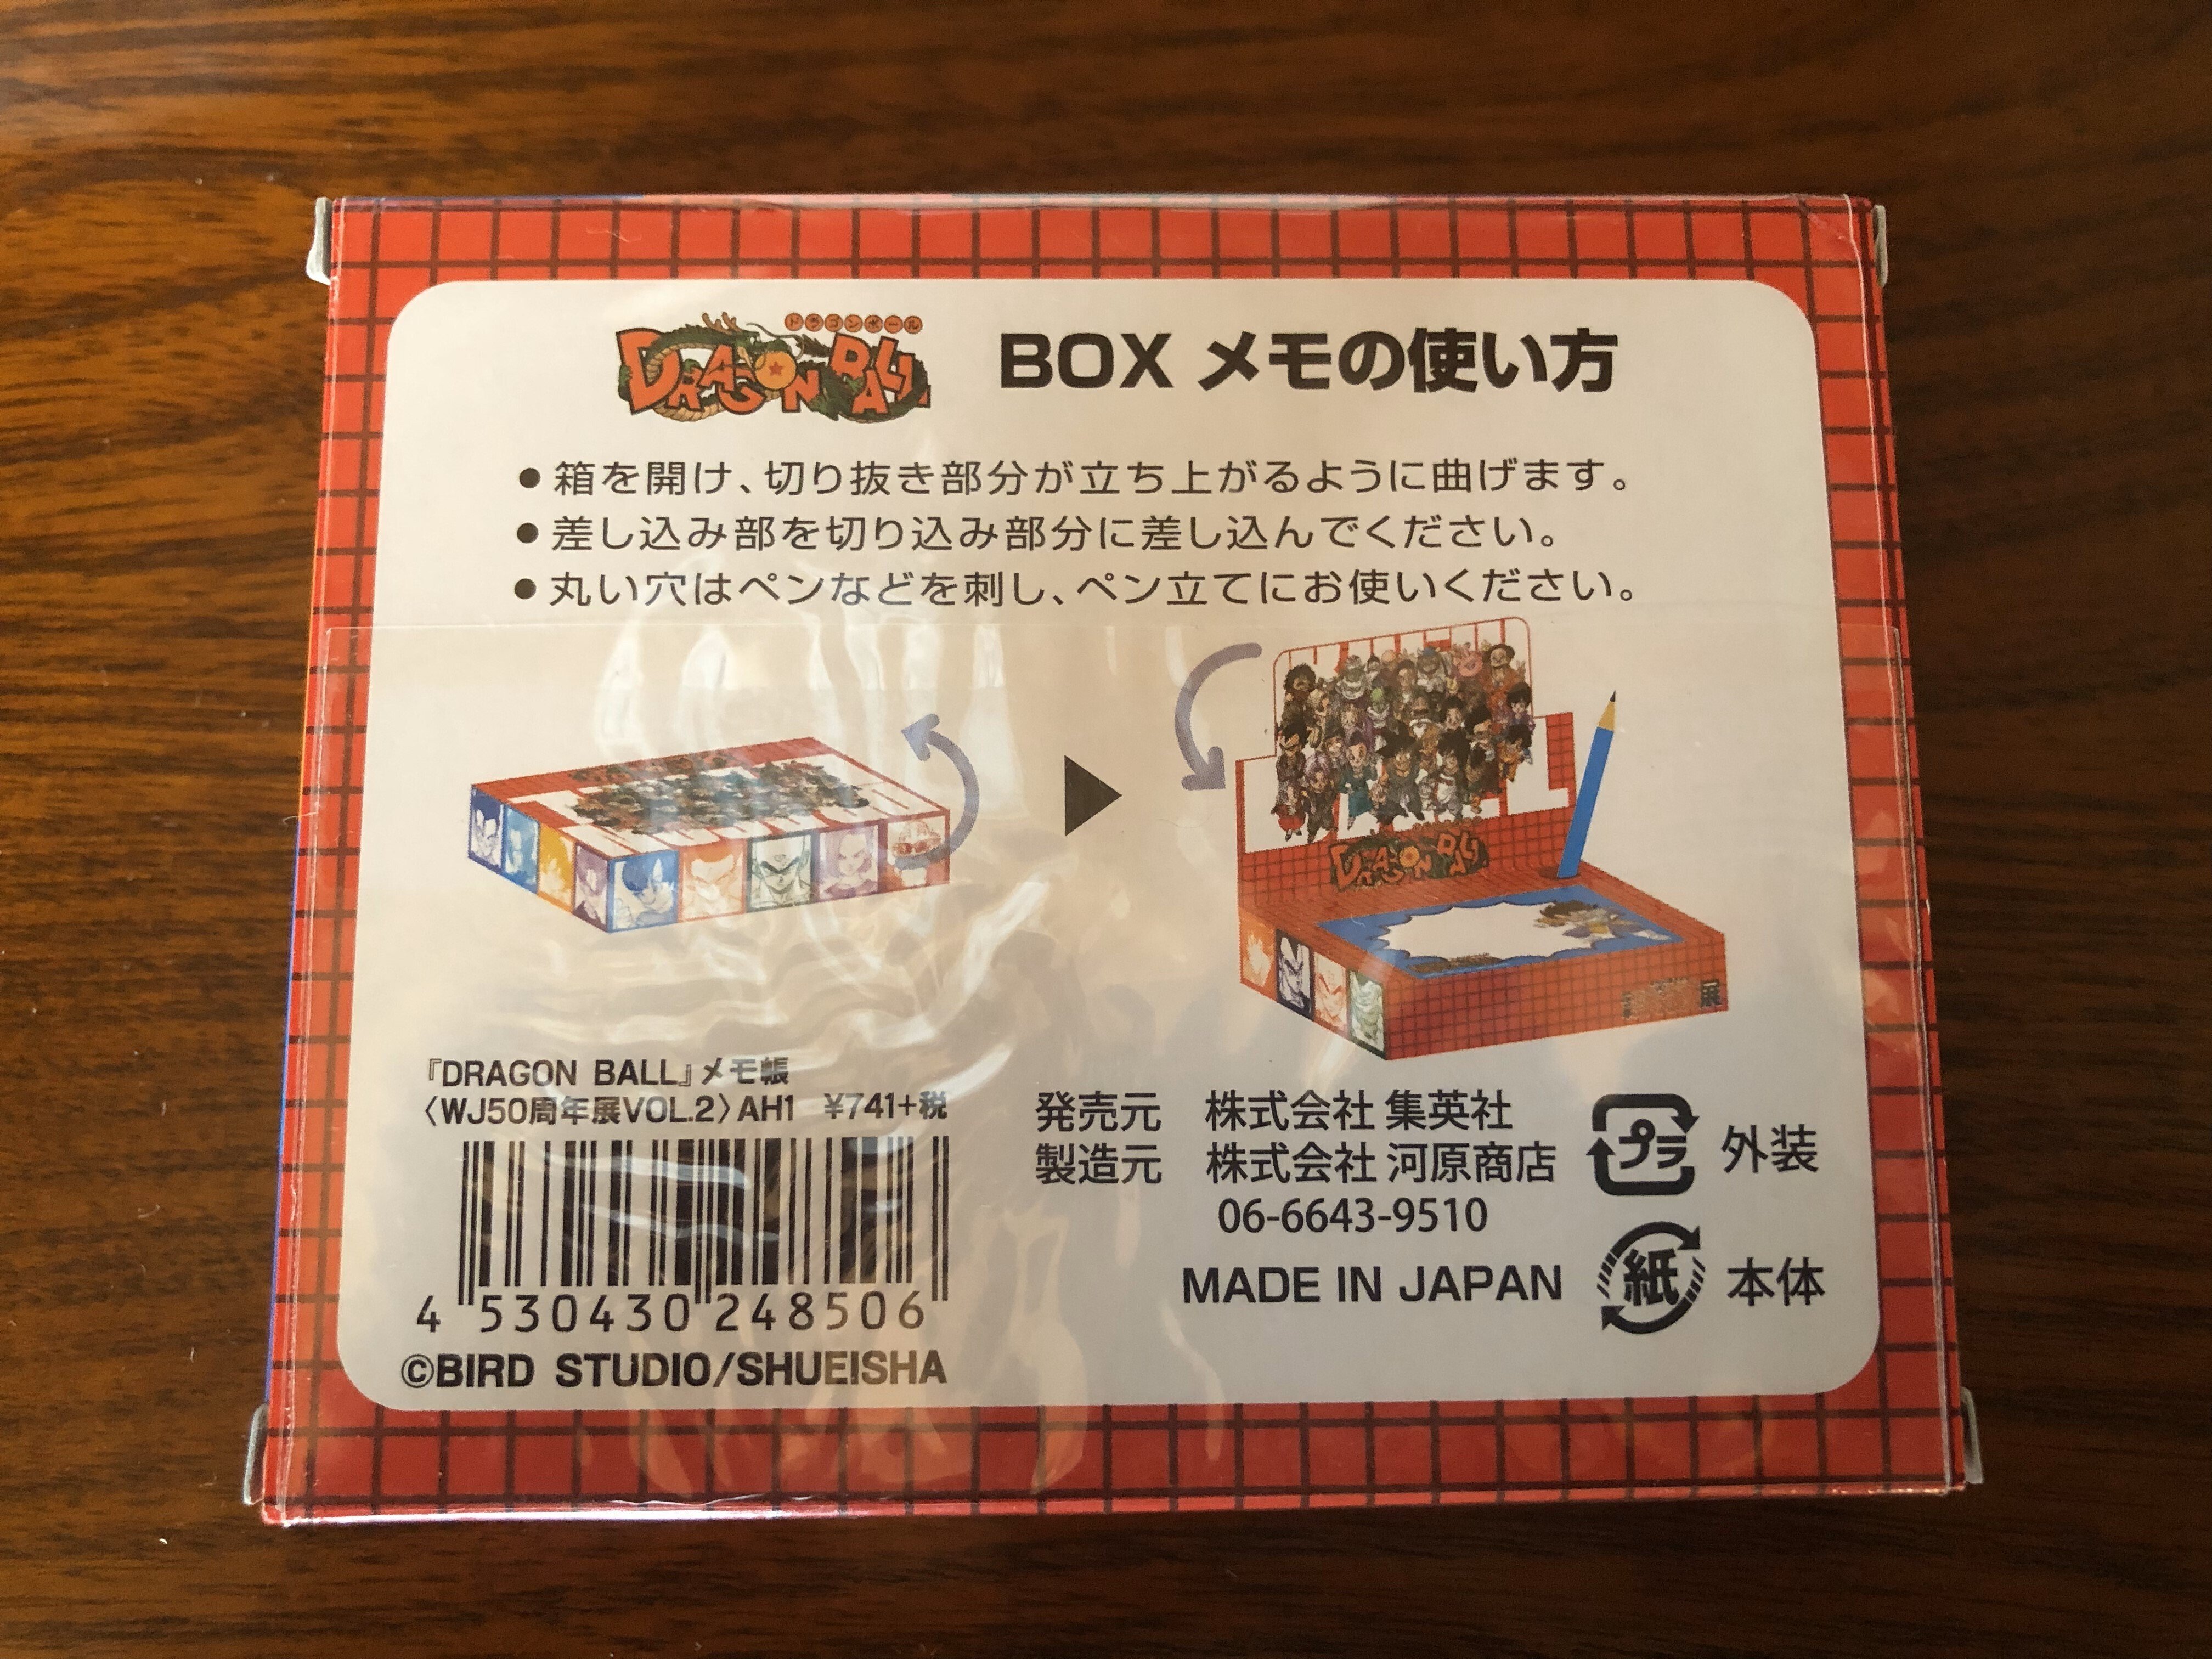 ドラゴンボール
DRAGON BALL BOX メモの使い方
●箱を開け、切り抜き部分が立ち上がるように曲げます。
●差し込み部を切り込み部分に差し込んでください。
●丸い穴はペンなどを刺し、ペン立てにお使いください。
DRAGON BALL
展
『DRAGON BALL』メモ帳
〈WJ50周年展VOL.2〉AH1 ¥741+税
4 530430 248506
©BIRD STUDIO/SHUEISHA
発売元 株式会社 集英社
製造元 株式会社 河原商店
06-6643-9510
MADE IN JAPAN
プラ 外装
紙 本体